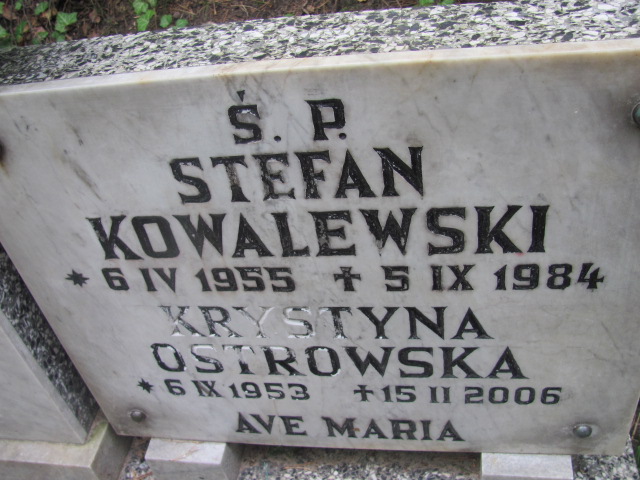 Ś. P.
STEFAN
KOWALEWSKI
* 6 IV 1955 ✝ 5 IX 1984
KRYSTYNA
OSTROWSKA
* 6 IX 1953 ✝ 15 II 2006
AVE MARIA